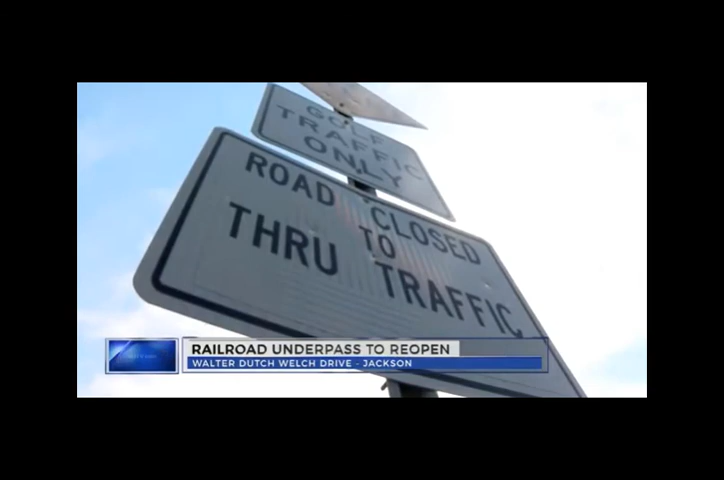 GOLF
TRAFFIC
ONLY
ROAD CLOSED
TO
THRU TRAFFIC
RAILROAD UNDERPASS TO REOPEN
WALTER DUTCH WELCH DRIVE - JACKSON